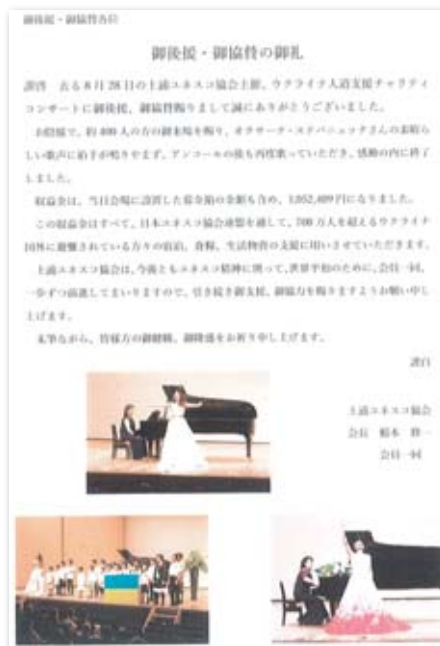 御後援・御協賛各位
御後援・御協賛の御礼
謹啓　去る8月28日の土浦ユネスコ協会主催、ウクライナ人道支援チャリティ
コンサートに御後援、御協賛賜りまして誠にありがとうございました。
お陰様で、約400人の方の御来場を賜り、オクサーナ・ステパニュックさんの素晴ら
しい歌声に拍手が鳴りやまず、アンコールの後も再度歌っていただき、感動の内に終了
しました。
収益金は、当日会場に設置した募金箱の金額も含め、1,052,409円になりました。
この収益金はすべて、日本ユネスコ協会連盟を通して、700万人を超えるウクライナ
国外に避難されている方々の宿泊、食糧、生活物資の支援に用いさせていただきます。
土浦ユネスコ協会は、今後ともユネスコ精神に則って、世界平和のために、会員一同、
一歩ずつ前進してまいりますので、引き続き御支援、御協力を賜りますようお願い申し
上げます。
末筆ながら、皆様方の御健勝、御隆盛をお祈り申し上げます。
謹白
土浦ユネスコ協会
会長　　本　一
会員一同